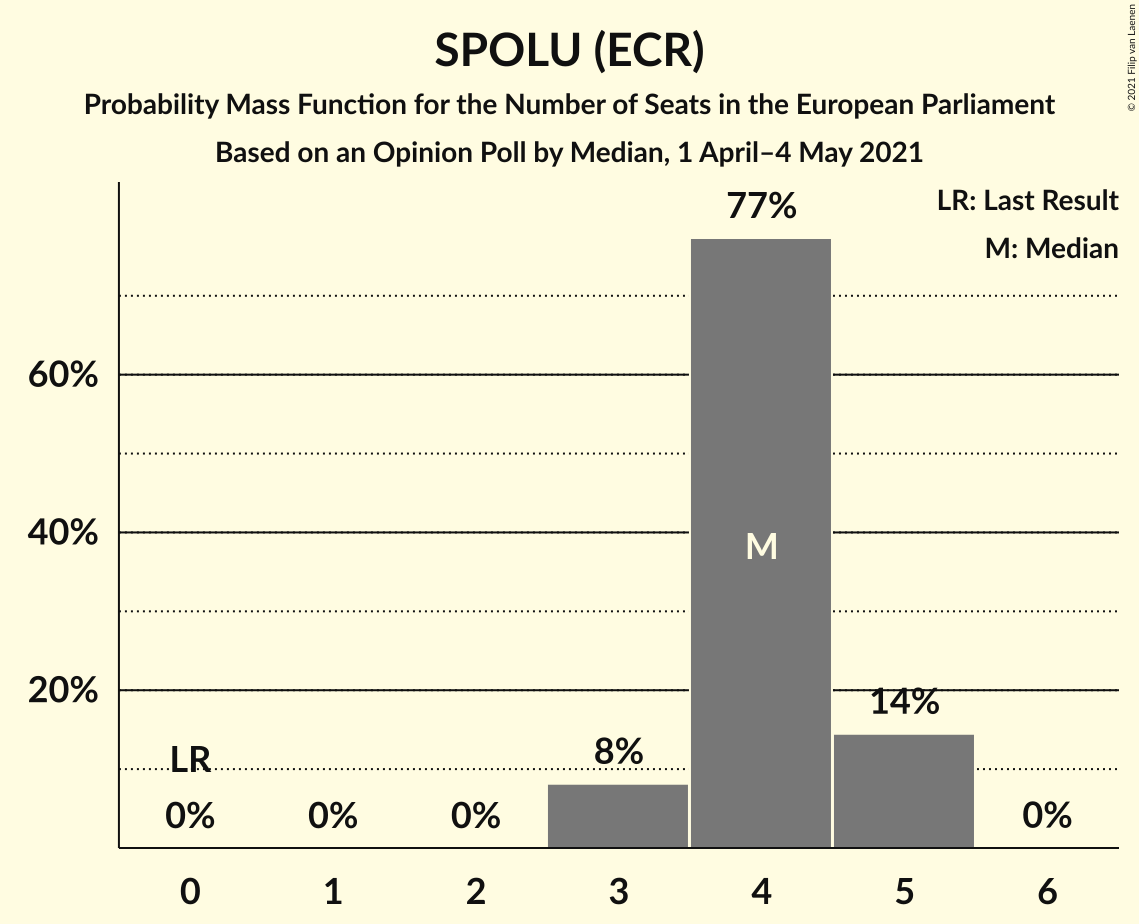 SPOLU (ECR)
Probability Mass Function for the Number of Seats in the European Parliament
Based on an Opinion Poll by Median, 1 April–4 May 2021
© 2021 Filip van Laenen
LR: Last Result
M: Median
77%
60%
40%
M
20%
14%
LR
8%
0%
0%
0%
0%
0
1
2
3
4
5
6